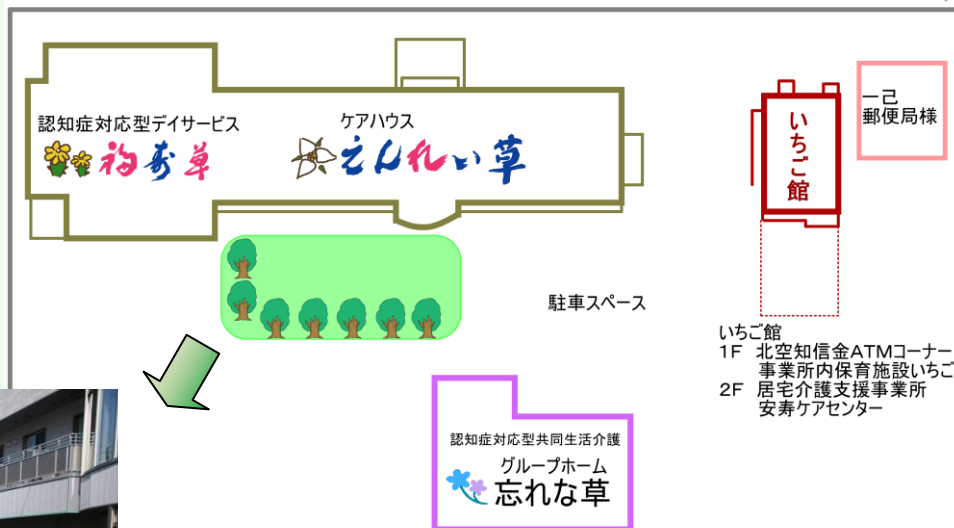 認知症対応型デイサービス
福寿草
ケアハウス
えんれい草
いちご館
一己
郵便局様
駐車スペース
いちご館
1F 北空知信金ATMコーナー
事業所内保育施設いちご
2F 居宅介護支援事業所
安寿ケアセンター
認知症対応型共同生活介護
グループホーム
忘れな草